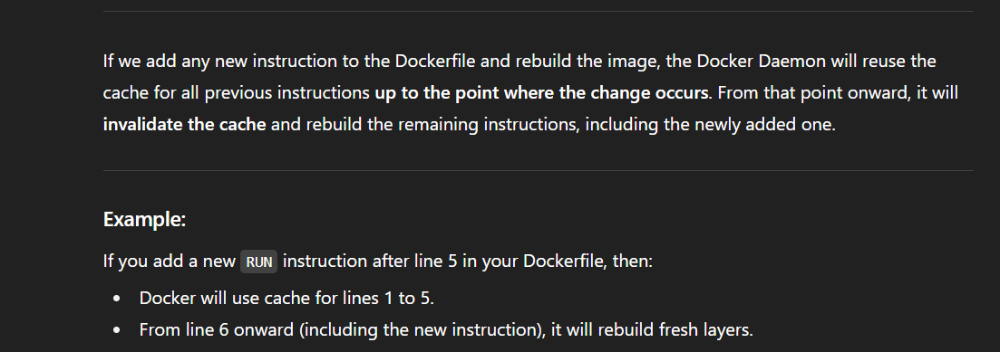 If we add any new instruction to the Dockerfile and rebuild the image, the Docker Daemon will reuse the
cache for all previous instructions up to the point where the change occurs. From that point onward, it will
invalidate the cache and rebuild the remaining instructions, including the newly added one.
Example:
If you add a new RUN instruction after line 5 in your Dockerfile, then:
• Docker will use cache for lines 1 to 5.
• From line 6 onward (including the new instruction), it will rebuild fresh layers.